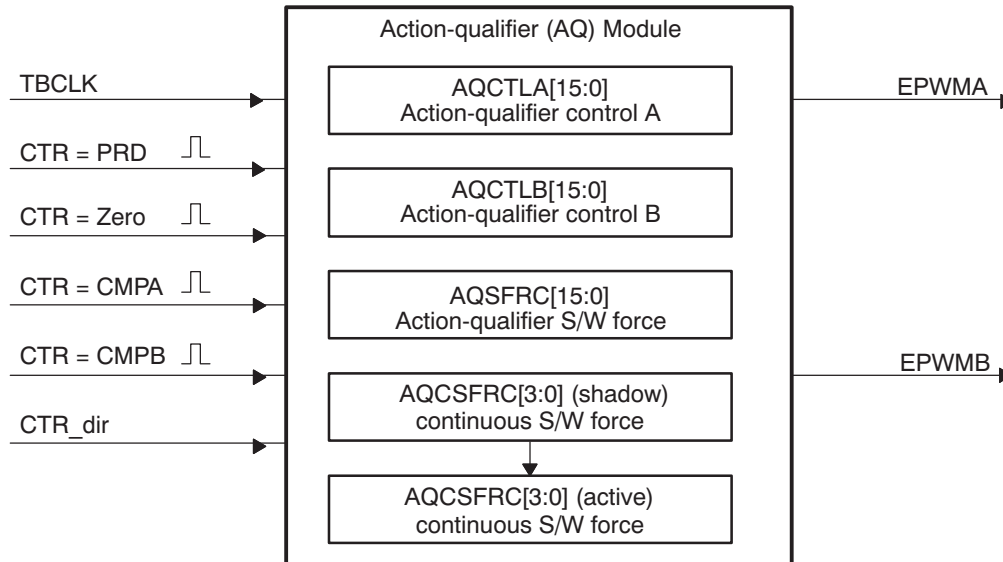 Action-qualifier (AQ) Module
TBCLK
CTR = PRD
CTR = Zero
CTR = CMPA
CTR = CMPB
CTR_dir
AQCTLA[15:0]
Action-qualifier control A
AQCTLB[15:0]
Action-qualifier control B
AQSFRC[15:0]
Action-qualifier S/W force
AQCSFRC[3:0] (shadow)
continuous S/W force
AQCSFRC[3:0] (active)
continuous S/W force
EPWMA
EPWMB